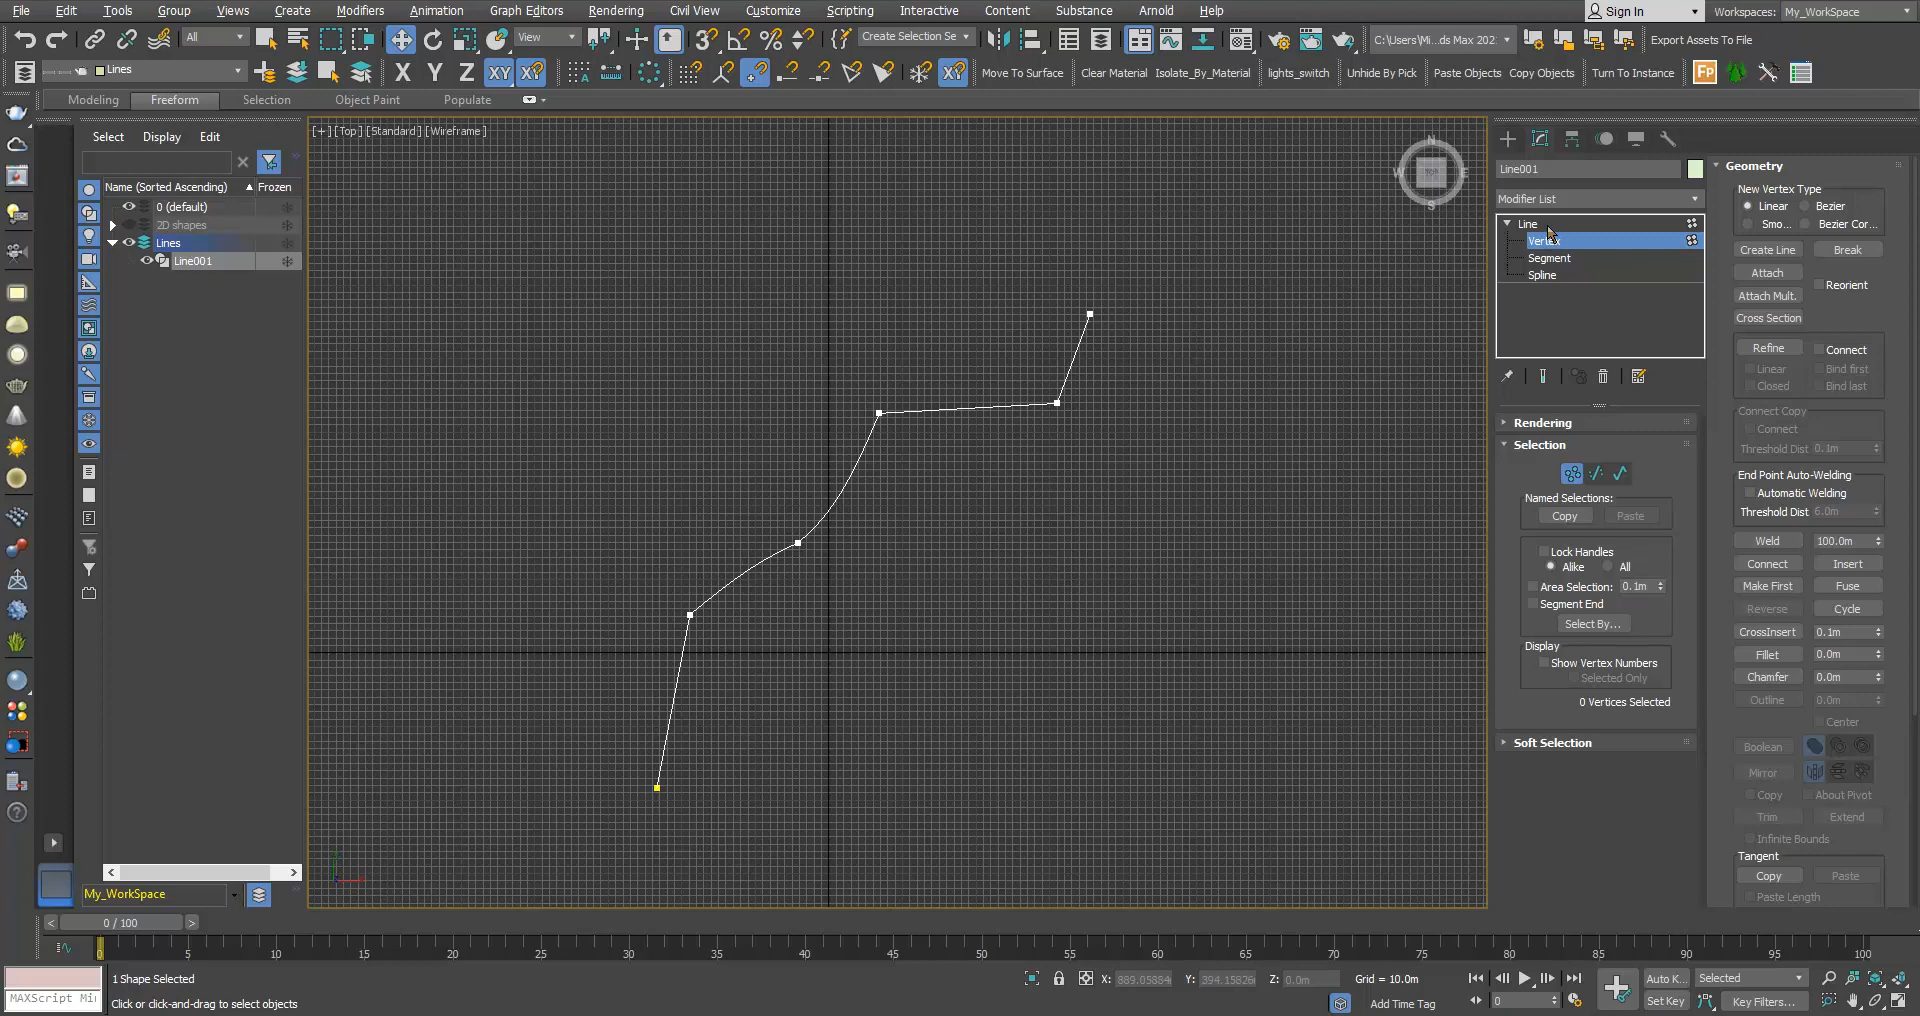 File Edit Tools Group Views Create Modifiers Animation Graph Editors Rendering Civil View Customize Scripting Interactive Content Substance Arnold Help Sign In Workspaces: My_WorkSpace
All View Create Selection Se C:\Users\Mi...ds Max 202 Export Assets To File
Lines X Y Z XY XY XY Move To Surface Clear Material Isolate_By_Material lights_switch Unhide By Pick Paste Objects Copy Objects Turn To Instance Fp
Modeling Freeform Selection Object Paint Populate
[+] [Top] [Standard] [Wireframe]
Select Display Edit
Name (Sorted Ascending) Frozen
0 (default)
2D shapes
Lines
Line001
N
W TOP E
S
Line001
Modifier List
Line
Vertex
Segment
Spline
Rendering
Selection
Named Selections:
Copy Paste
Lock Handles
Alike All
Area Selection: 0.1m
Segment End
Select By...
Display
Show Vertex Numbers
Selected Only
0 Vertices Selected
Soft Selection
Geometry
New Vertex Type
Linear Bezier
Smo... Bezier Cor...
Create Line Break
Attach
Reorient
Attach Mult.
Cross Section
Refine Connect
Linear Bind first
Closed Bind last
Connect Copy
Connect
Threshold Dist 0.1m
End Point Auto-Welding
Automatic Welding
Threshold Dist 6.0m
Weld 100.0m
Connect Insert
Make First Fuse
Reverse Cycle
CrossInsert 0.1m
Fillet 0.0m
Chamfer 0.0m
Outline 0.0m
Center
Boolean
Mirror
Copy About Pivot
Trim Extend
Infinite Bounds
Tangent
Copy Paste
Paste Length
My_WorkSpace
< 0 / 100 >
0 5 10 15 20 25 30 35 40 45 50 55 60 65 70 75 80 85 90 95 100
1 Shape Selected X: 889.05884 Y: 394.15826 Z: 0.0m Grid = 10.0m Auto K... Selected
MAXScript Mi Click or click-and-drag to select objects Add Time Tag 0 Set Key Key Filters...